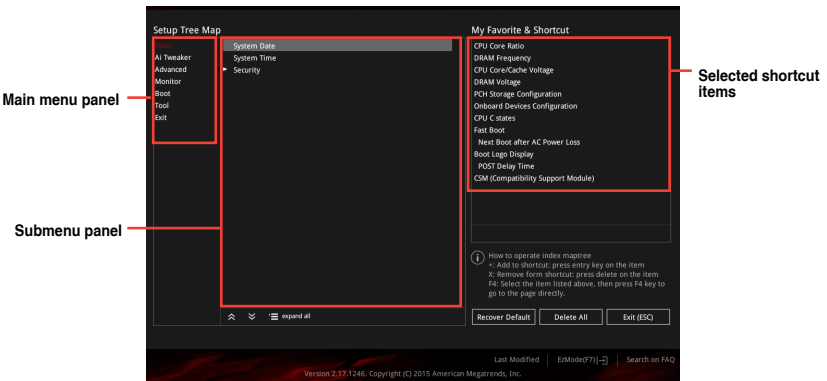 Setup Tree Map
Main
Ai Tweaker
Advanced
Monitor
Boot
Tool
Exit
System Date
System Time
Security
expand all
My Favorite & Shortcut
CPU Core Ratio
DRAM Frequency
CPU Core/Cache Voltage
DRAM Voltage
PCH Storage Configuration
Onboard Devices Configuration
CPU C states
Fast Boot
Next Boot after AC Power Loss
Boot Logo Display
POST Delay Time
CSM (Compatibility Support Module)
How to operate index maptree
+: Add to shortcut: press entry key on the item
X: Remove form shortcut: press delete on the item
F4: Select the item listed above, then press F4 key to
go to the page directly.
Recover Default
Delete All
Exit (ESC)
Last Modified
EzMode(F7)
Search on FAQ
Version 2.17.1246. Copyright (C) 2015 American Megatrends, Inc.
Main menu panel
Submenu panel
Selected shortcut
items